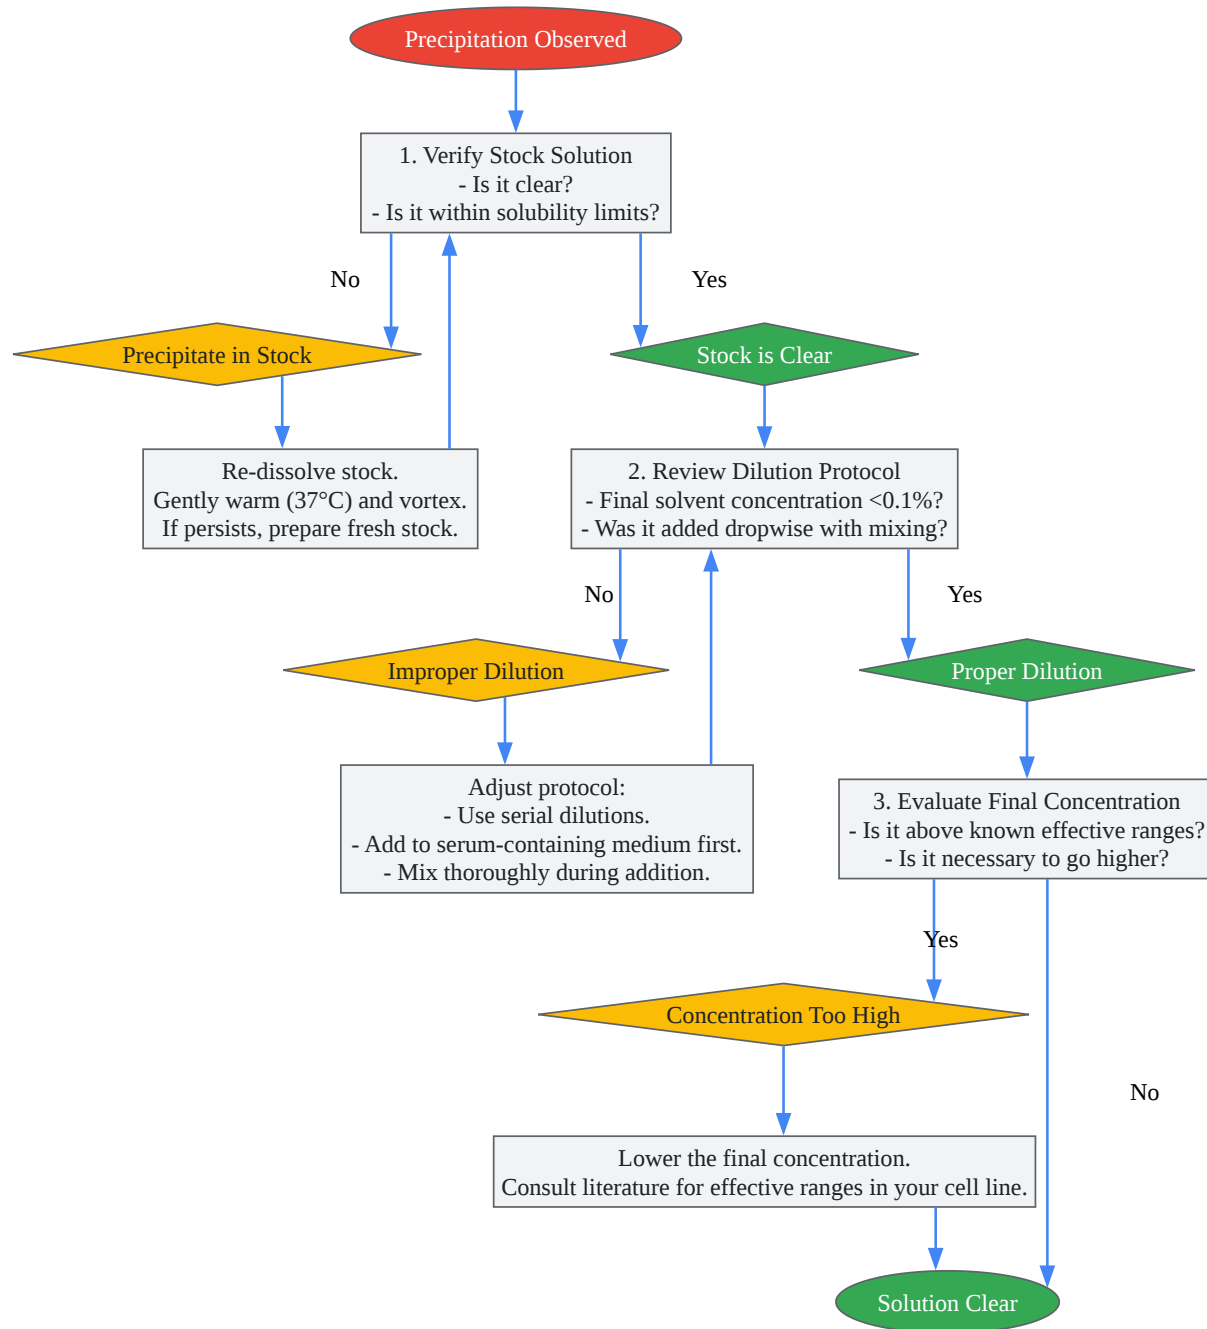 Precipitation Observed
1. Verify Stock Solution
- Is it clear?
- Is it within solubility limits?
No
Yes
Precipitate in Stock
Stock is Clear
Re-dissolve stock.
Gently warm (37°C) and vortex.
If persists, prepare fresh stock.
2. Review Dilution Protocol
- Final solvent concentration <0.1%?
- Was it added dropwise with mixing?
No
Yes
Improper Dilution
Proper Dilution
Adjust protocol:
- Use serial dilutions.
- Add to serum-containing medium first.
- Mix thoroughly during addition.
3. Evaluate Final Concentration
- Is it above known effective ranges?
- Is it necessary to go higher?
Yes
Concentration Too High
No
Lower the final concentration.
Consult literature for effective ranges in your cell line.
Solution Clear